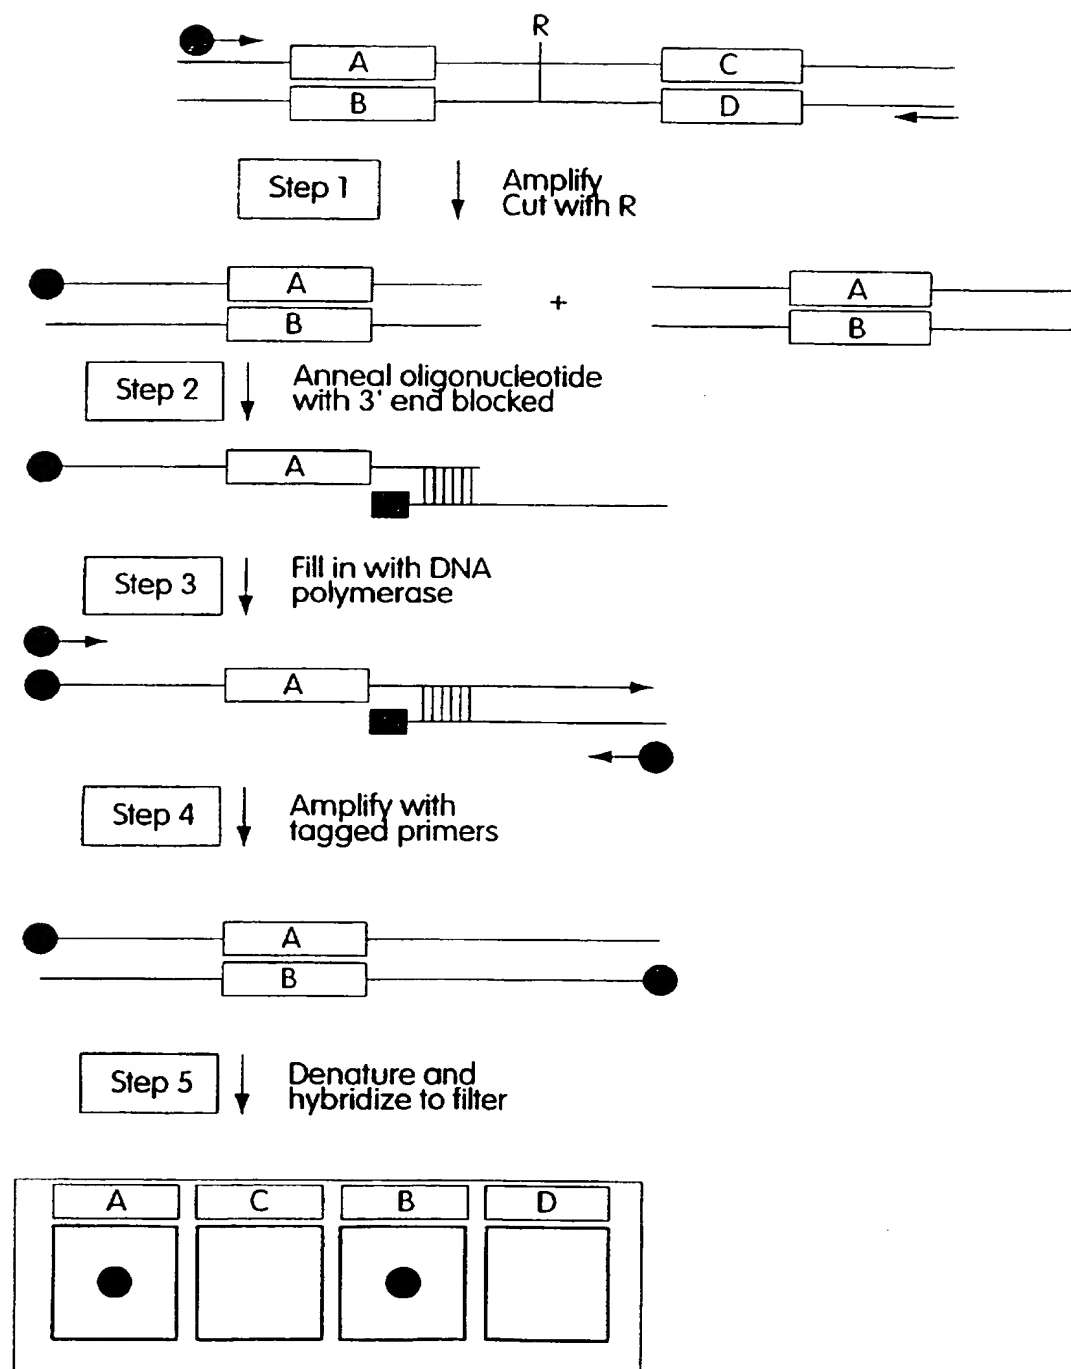 R
A C
B D
Step 1
Amplify
Cut with R
A + A
B B
Step 2
Anneal oligonucleotide
with 3' end blocked
A
Step 3
Fill in with DNA
polymerase
A
Step 4
Amplify with
tagged primers
A
B
Step 5
Denature and
hybridize to filter
A C B D